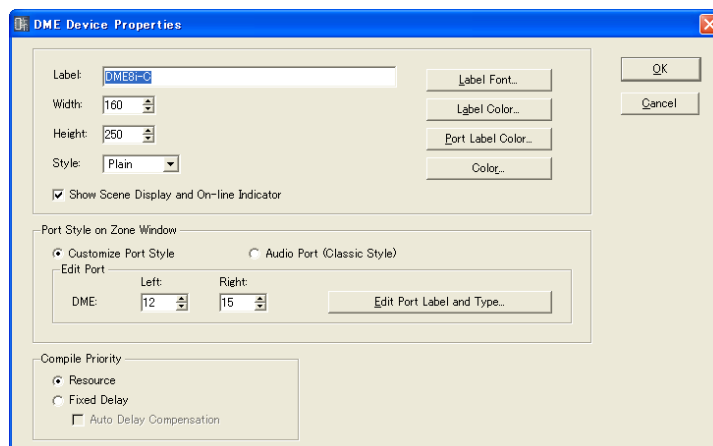 DME Device Properties
Label: DME8i-C
Label Font...
OK
Width: 160
Label Color...
Cancel
Height: 250
Port Label Color...
Style: Plain
Color...
Show Scene Display and On-line Indicator
Port Style on Zone Window
Customize Port Style
Audio Port (Classic Style)
Edit Port
Left: Right:
DME: 12 15
Edit Port Label and Type...
Compile Priority
Resource
Fixed Delay
Auto Delay Compensation